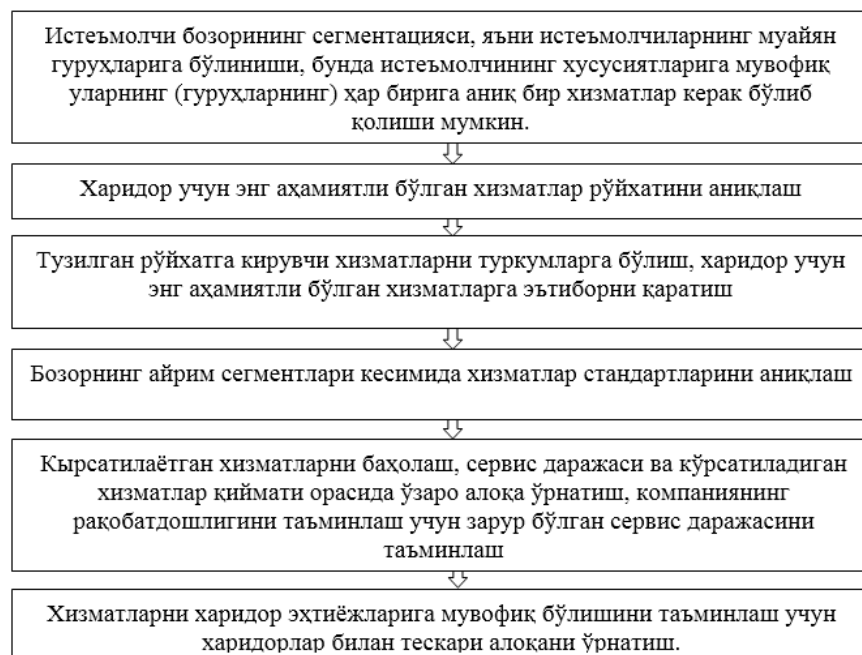 Истеъмолчи бозорининг сегментацияси, яъни истеъмолчиларнинг муайян
гуруҳларига бўлиниши, бунда истеъмолчининг хусусиятларига мувофиқ
уларнинг (гуруҳларнинг) ҳар бирига аниқ бир хизматлар керак бўлиб
қолиши мумкин.
Харидор учун энг аҳамиятли бўлган хизматлар рўйхатини аниқлаш
Тузилган рўйхатга кирувчи хизматларни туркумларга бўлиш, харидор учун
энг аҳамиятли бўлган хизматларга эътиборни қаратиш
Бозорнинг айрим сегментлари кесимида хизматлар стандартларини аниқлаш
Кырсатилаётган хизматларни баҳолаш, сервис даражаси ва кўрсатиладиган
хизматлар қиймати орасида ўзаро алоқа ўрнатиш, компаниянинг
рақобатдошлигини таъминлаш учун зарур бўлган сервис даражасини
таъминлаш
Хизматларни харидор эҳтиёжларига мувофиқ бўлишини таъминлаш учун
харидорлар билан тескари алоқани ўрнатиш.